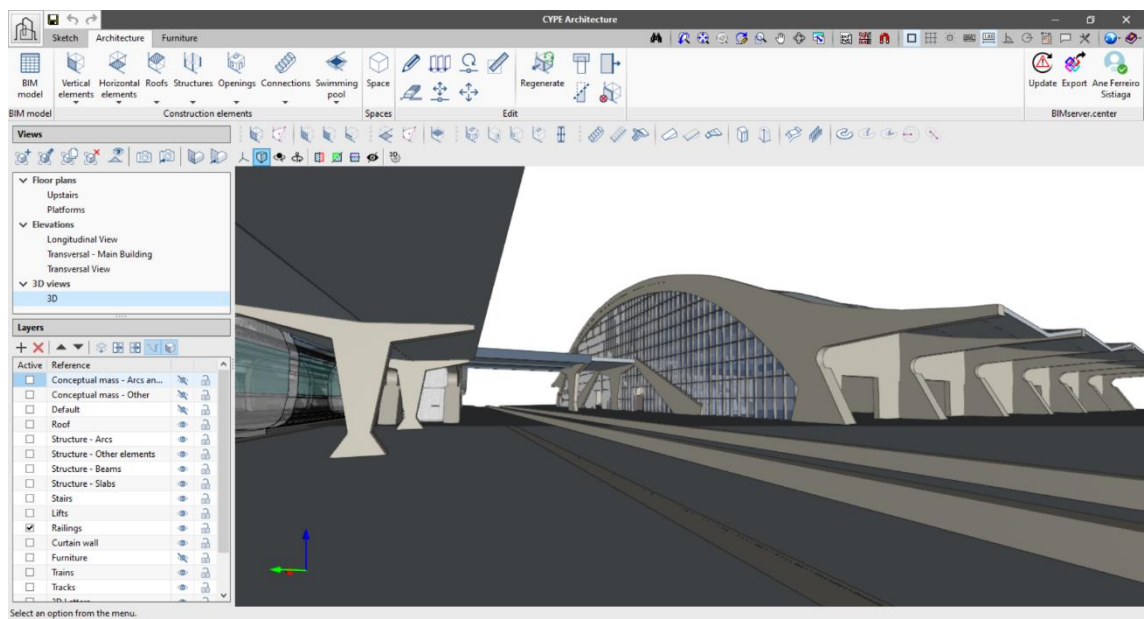 CYPE Architecture
Sketch Architecture Furniture
BIM model
Vertical elements
Horizontal elements
Roofs
Structures
Openings
Connections
Swimming pool
Space
Regenerate
Update
Export
Ane Ferreiro Sistiaga
BIM model
Construction elements
Spaces
Edit
BIMserver.center
Views
Floor plans
Upstairs
Platforms
Elevations
Longitudinal View
Transversal - Main Building
Transversal View
3D views
3D
Layers
Active Reference
Conceptual mass - Arcs an...
Conceptual mass - Other
Default
Roof
Structure - Arcs
Structure - Other elements
Structure - Beams
Structure - Slabs
Stairs
Lifts
Railings
Curtain wall
Furniture
Trains
Tracks
Select an option from the menu.